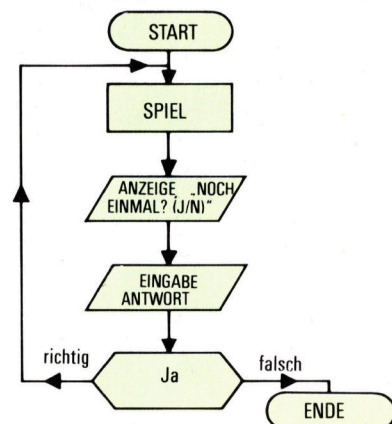 START
SPIEL
ANZEIGE „NOCH
EINMAL? (J/N)“
EINGABE
ANTWORT
richtig
Ja
falsch
ENDE